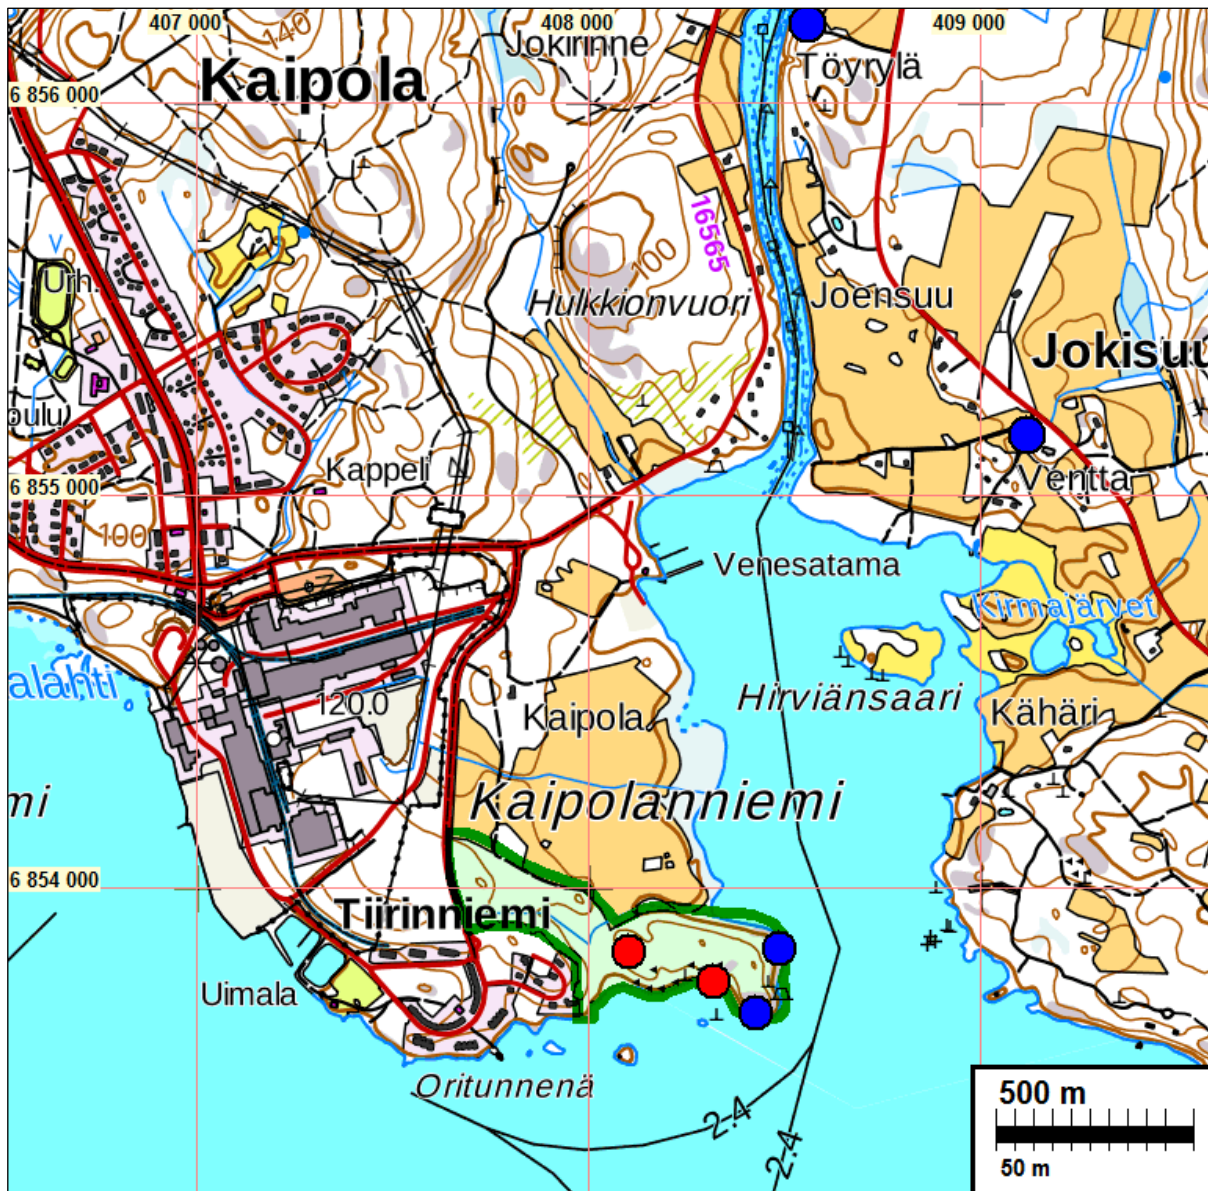 407 000
408 000
409 000
140
Jokirinne
Töyrylä
Kaipola
6 856 000
16565
100
Urh.
Hulkkionvuori
Joensuu
Jokisuu
oulu
Kappeli
Ventta
6 855 000
100
Venesatama
Kirmajärvet
alahti
120.0
Kaipola
Hirviänsaari
Kähäri
mi
Kaipolanniemi
6 854 000
Tiirinniemi
Uimala
Oritunnenä
2.4
2.4
500 m
50 m